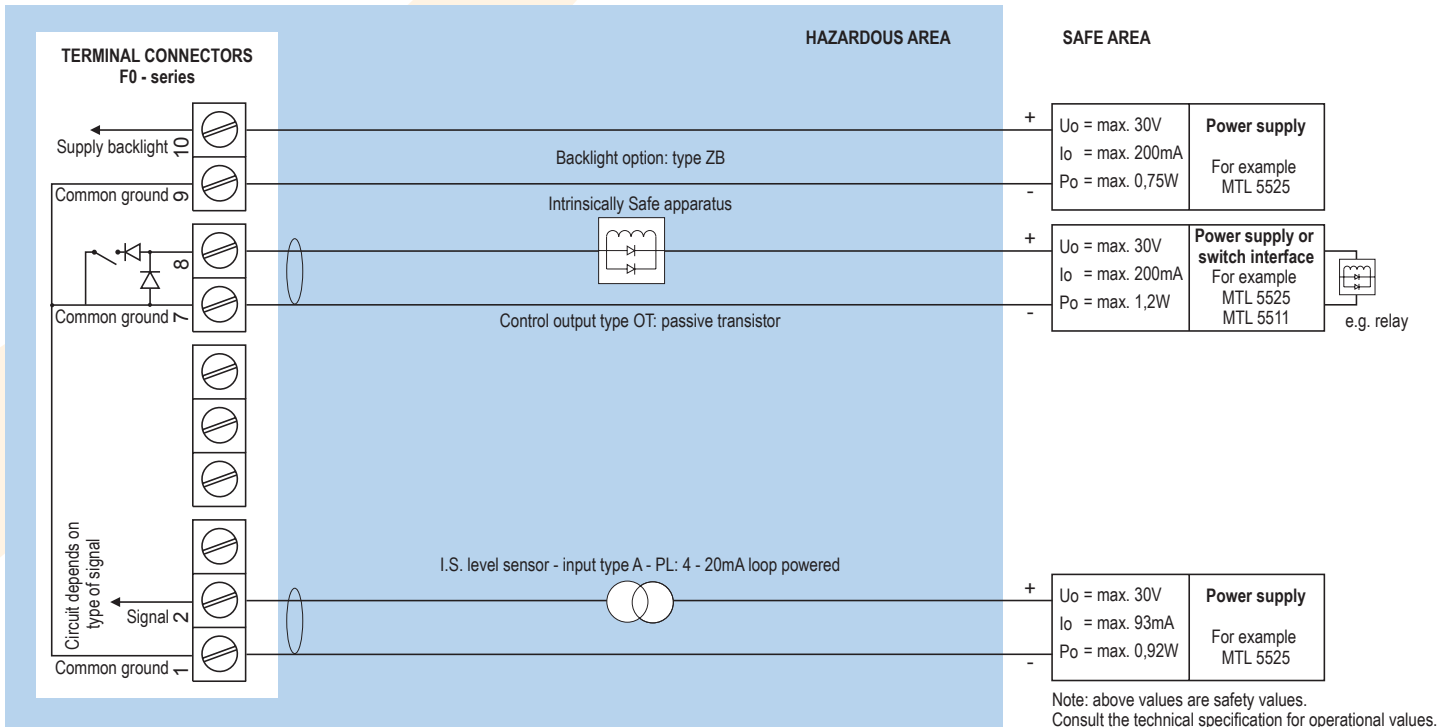 HAZARDOUS AREA
SAFE AREA
TERMINAL CONNECTORS
F0 - series
Supply backlight
10
Common ground
9
8
Common ground
7
Circuit depends on
type of signal
Signal
2
Common ground
1
Backlight option: type ZB
Intrinsically Safe apparatus
Control output type OT: passive transistor
I.S. level sensor - input type A - PL: 4 - 20mA loop powered
+
-
Uo = max. 30V
Io = max. 200mA
Po = max. 0,75W
Power supply
For example
MTL 5525
+
-
Uo = max. 30V
Io = max. 200mA
Po = max. 1,2W
Power supply or
switch interface
For example
MTL 5525
MTL 5511
e.g. relay
+
-
Uo = max. 30V
Io = max. 93mA
Po = max. 0,92W
Power supply
For example
MTL 5525
Note: above values are safety values.
Consult the technical specification for operational values.